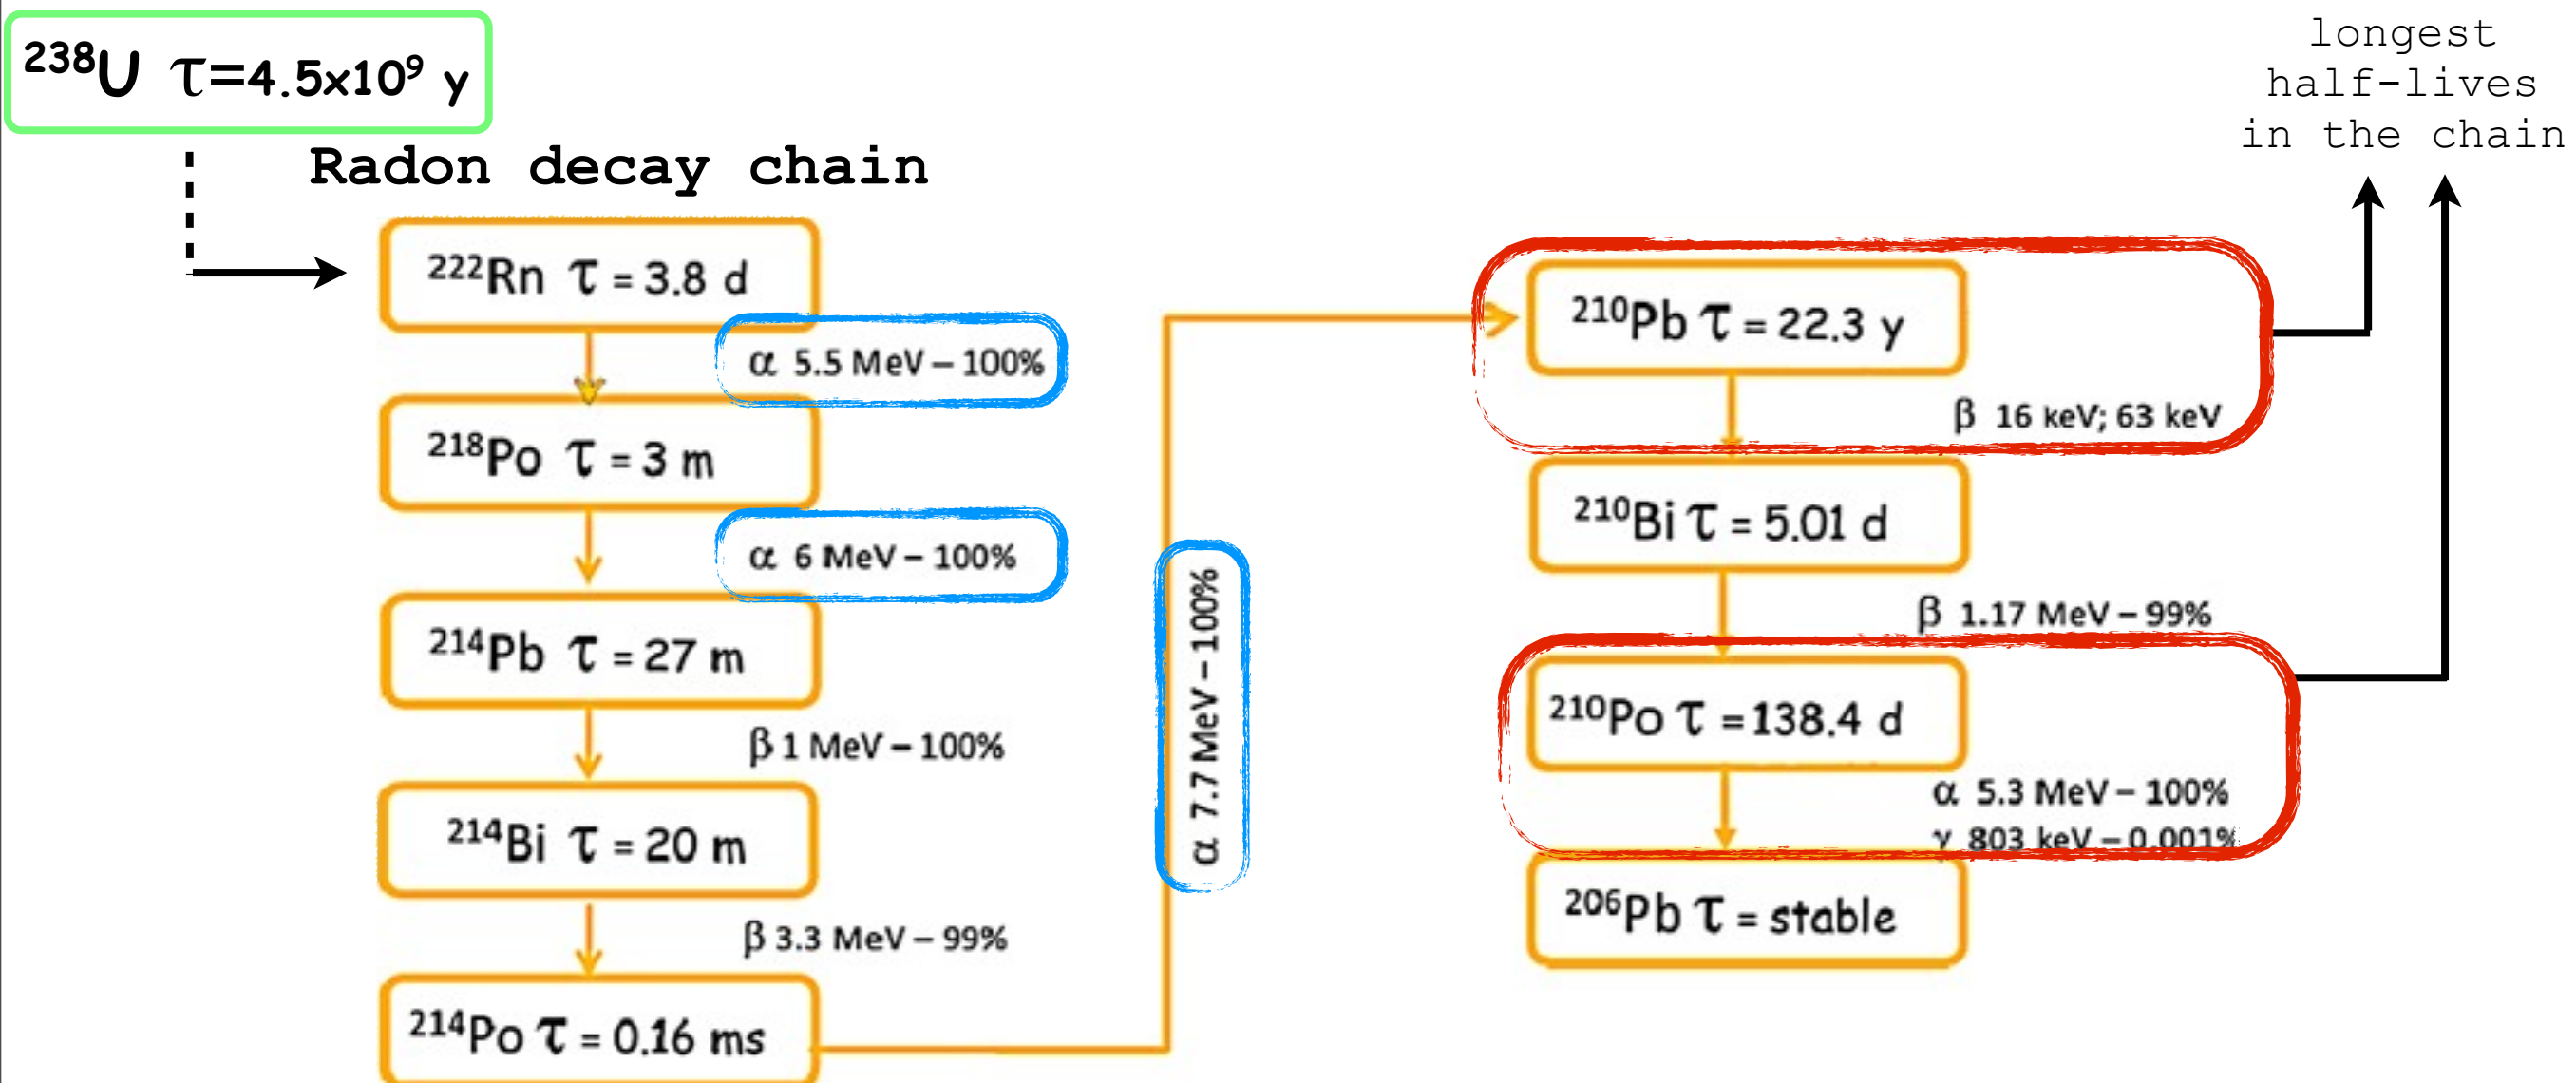 ²³⁸U τ=4.5x10⁹ y
longest
half-lives
in the chain
Radon decay chain
²²²Rn τ = 3.8 d
α 5.5 MeV – 100%
²¹⁸Po τ = 3 m
α 6 MeV – 100%
²¹⁴Pb τ = 27 m
β 1 MeV – 100%
²¹⁴Bi τ = 20 m
β 3.3 MeV – 99%
²¹⁴Po τ = 0.16 ms
α 7.7 MeV – 100%
²¹⁰Pb τ = 22.3 y
β 16 keV; 63 keV
²¹⁰Bi τ = 5.01 d
β 1.17 MeV – 99%
²¹⁰Po τ = 138.4 d
α 5.3 MeV – 100%
γ 803 keV – 0.001%
²⁰⁶Pb τ = stable